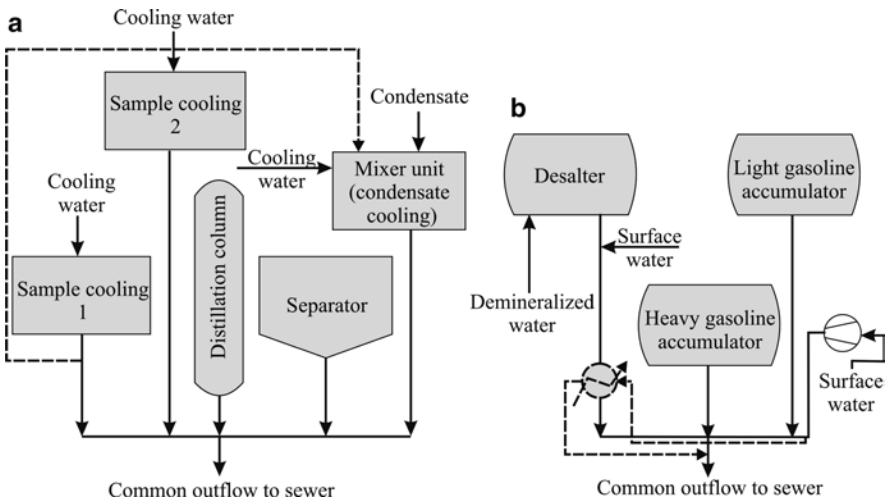 a
Cooling water
Sample cooling
2
Condensate
Cooling
water
Mixer unit
(condensate
cooling)
Cooling
water
Sample cooling
1
Distillation column
Separator
Common outflow to sewer
b
Desalter
Light gasoline
accumulator
Surface
water
Demineralized
water
Heavy gasoline
accumulator
Surface
water
Common outflow to sewer